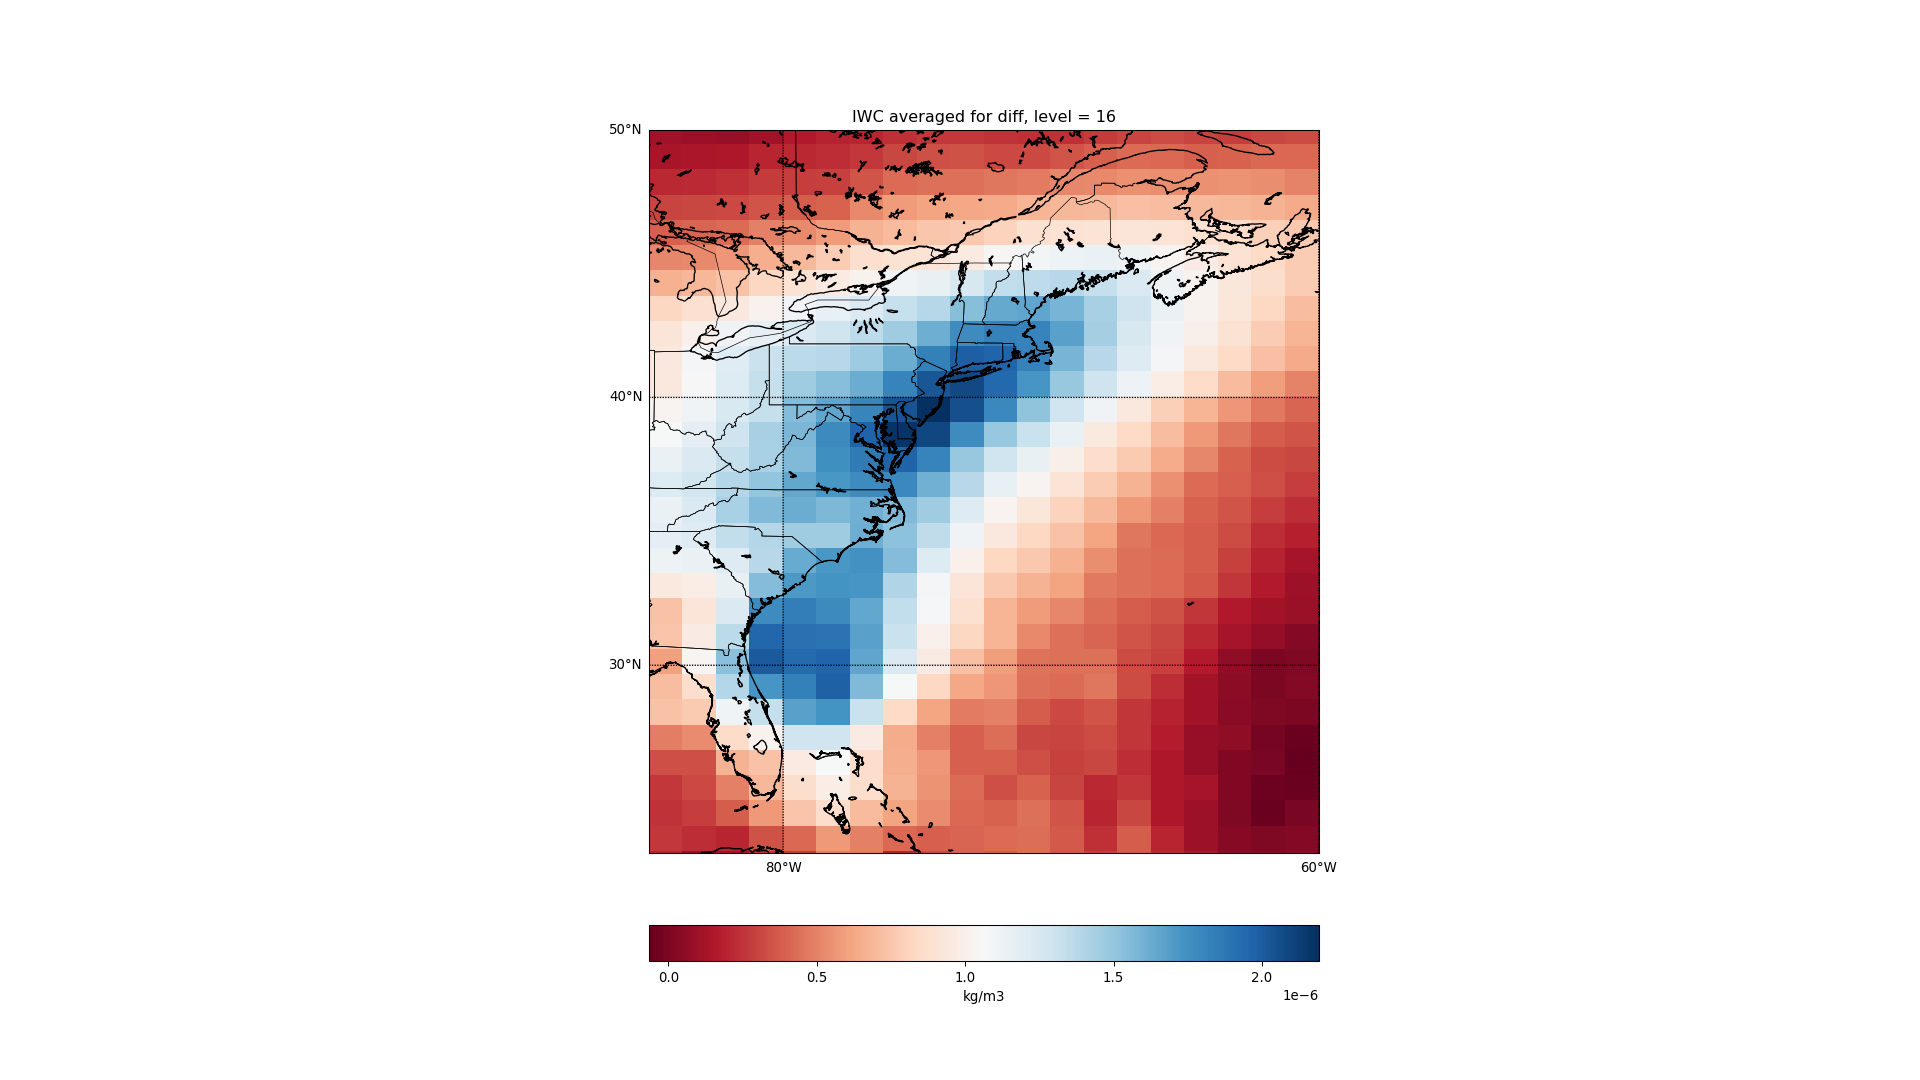 IWC averaged for diff, level = 16
50°N
40°N
30°N
80°W
60°W
0.0
0.5
1.0
1.5
2.0
kg/m3
1e−6